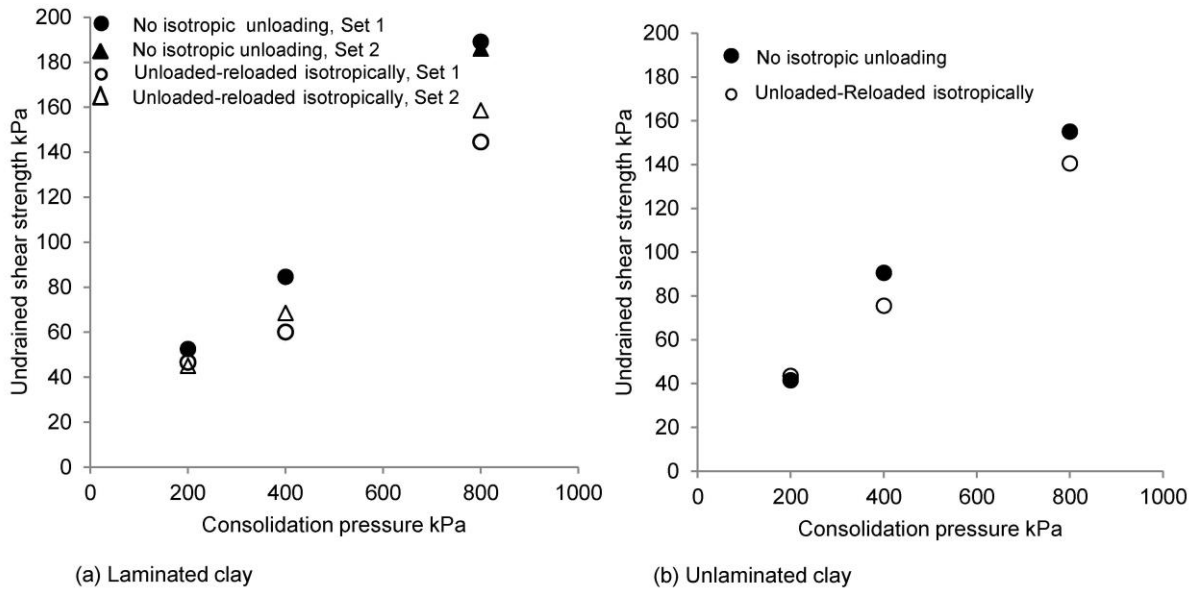 200
180
160
140
120
100
80
60
40
20
0
Undrained shear strength kPa
No isotropic unloading, Set 1
No isotropic unloading, Set 2
Unloaded-reloaded isotropically, Set 1
Unloaded-reloaded isotropically, Set 2
0 200 400 600 800 1000
Consolidation pressure kPa
(a) Laminated clay
200
180
160
140
120
100
80
60
40
20
0
Undrained shear strength kPa
No isotropic unloading
Unloaded-Reloaded isotropically
0 200 400 600 800 1000
Consolidation pressure kPa
(b) Unlaminated clay